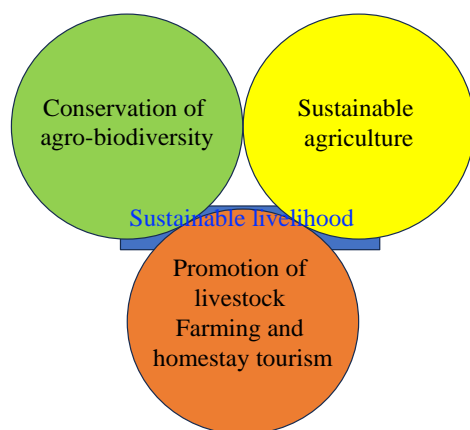 Conservation of
agro-biodiversity
Sustainable
agriculture
Sustainable livelihood
Promotion of
livestock
Farming and
homestay tourism